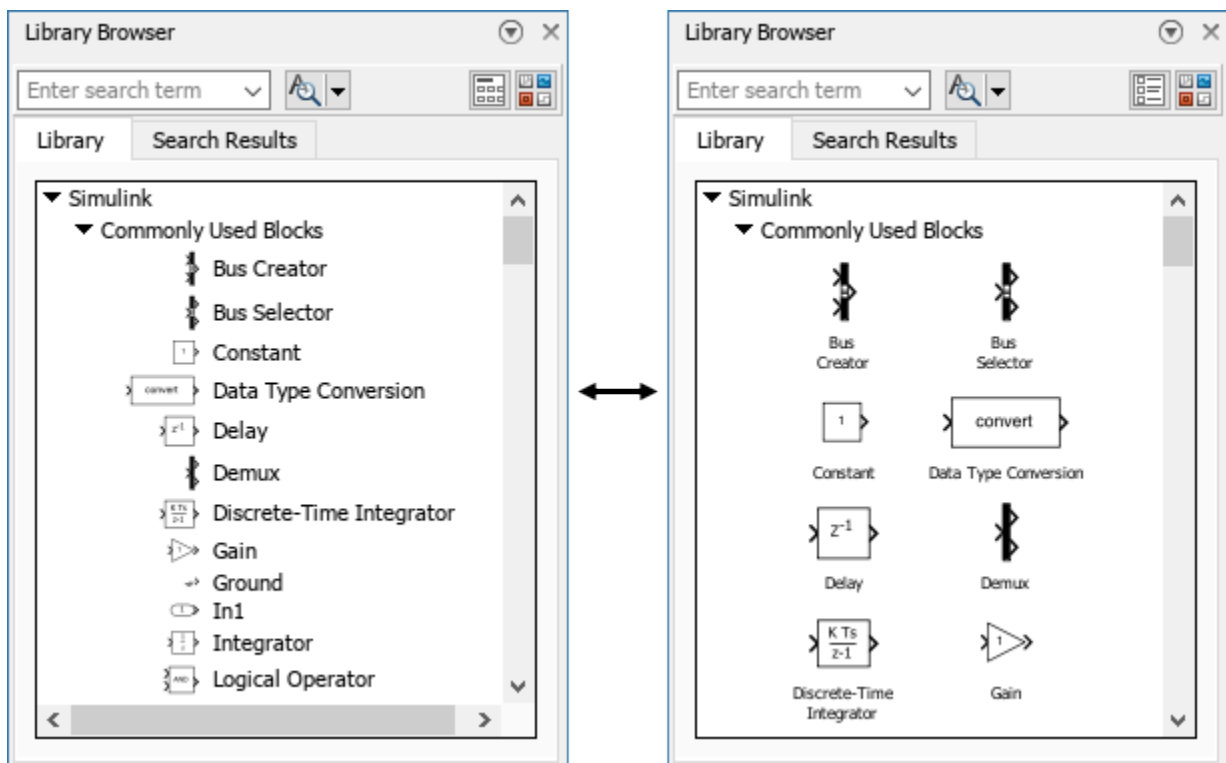 Library Browser
Enter search term
Library Search Results
Simulink
Commonly Used Blocks
Bus Creator
Bus Selector
1 Constant
convert Data Type Conversion
z-1 Delay
Demux
K Ts
z-1
Discrete-Time Integrator
1 Gain
Ground
1 In1
Integrator
AND Logical Operator
Library Browser
Enter search term
Library Search Results
Simulink
Commonly Used Blocks
Bus
Creator
Bus
Selector
1
convert
Constant
Data Type Conversion
Z-1
Delay
Demux
K Ts
z-1
1
Discrete-Time
Integrator
Gain